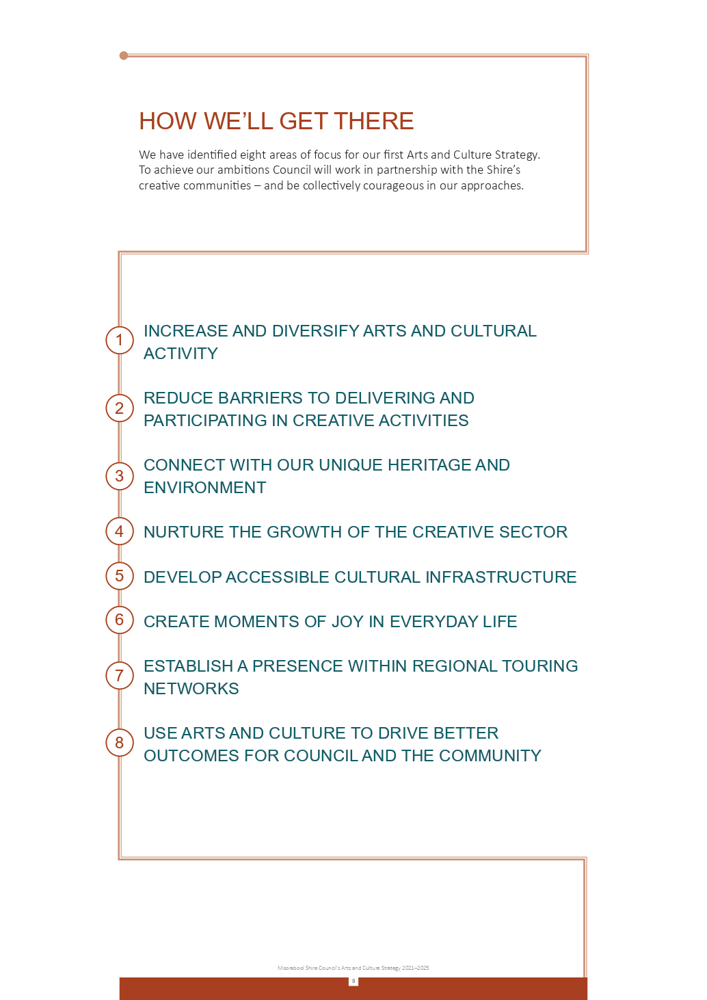 HOW WE’LL GET THERE
We have identified eight areas of focus for our first Arts and Culture Strategy.
To achieve our ambitions Council will work in partnership with the Shire’s
creative communities – and be collectively courageous in our approaches.
1
INCREASE AND DIVERSIFY ARTS AND CULTURAL
ACTIVITY
2
REDUCE BARRIERS TO DELIVERING AND
PARTICIPATING IN CREATIVE ACTIVITIES
3
CONNECT WITH OUR UNIQUE HERITAGE AND
ENVIRONMENT
4
NURTURE THE GROWTH OF THE CREATIVE SECTOR
5
DEVELOP ACCESSIBLE CULTURAL INFRASTRUCTURE
6
CREATE MOMENTS OF JOY IN EVERYDAY LIFE
7
ESTABLISH A PRESENCE WITHIN REGIONAL TOURING
NETWORKS
8
USE ARTS AND CULTURE TO DRIVE BETTER
OUTCOMES FOR COUNCIL AND THE COMMUNITY
Moorabool Shire Council’s Arts and Culture Strategy 2021–2025
9